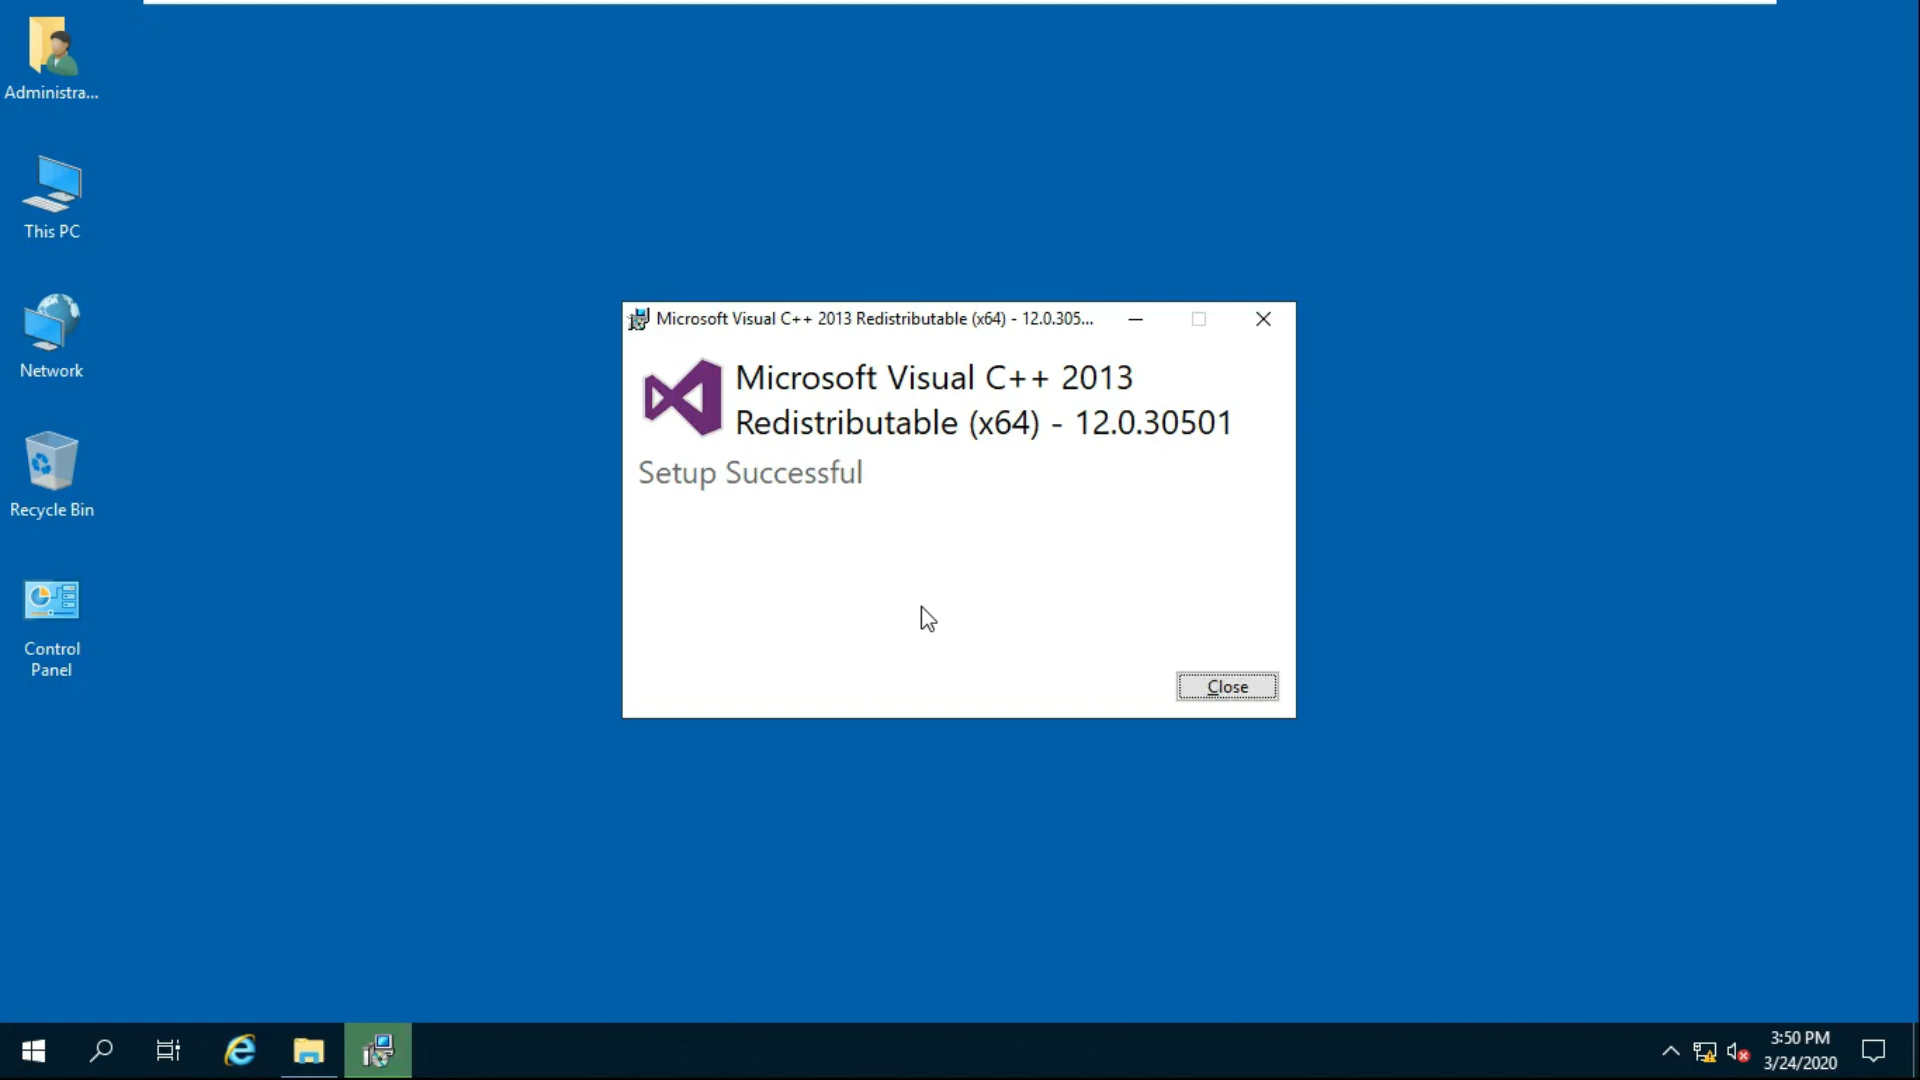 Administra...
This PC
Network
Recycle Bin
Control
Panel
Microsoft Visual C++ 2013 Redistributable (x64) - 12.0.305...
Microsoft Visual C++ 2013
Redistributable (x64) - 12.0.30501
Setup Successful
Close
3:50 PM
3/24/2020